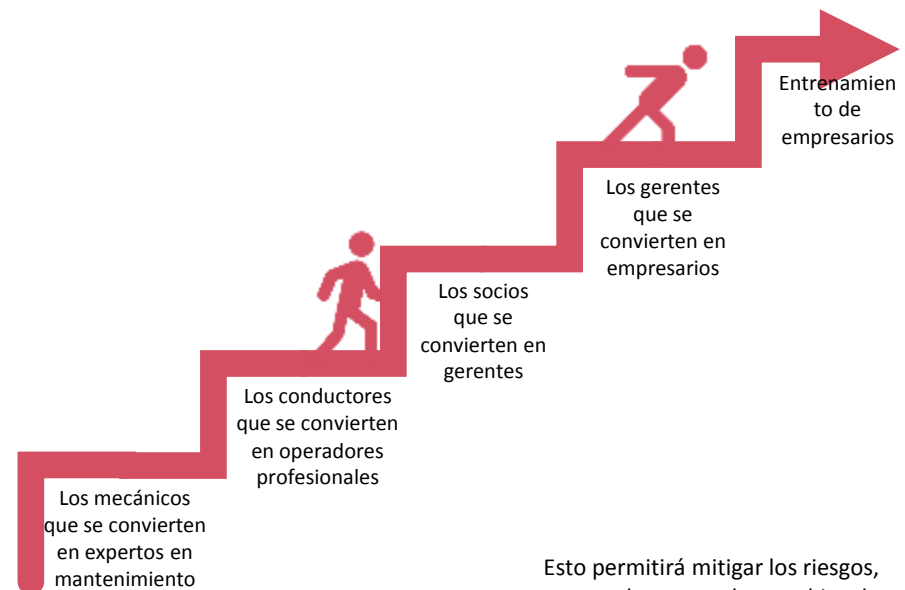 Entrenamien
to de
empresarios
Los gerentes
que se
convierten en
empresarios
Los socios
que se
convierten en
gerentes
Los conductores
que se convierten
en operadores
profesionales
Los mecánicos
que se convierten
en expertos en
mantenimiento
Esto permitirá mitigar los riesgos,